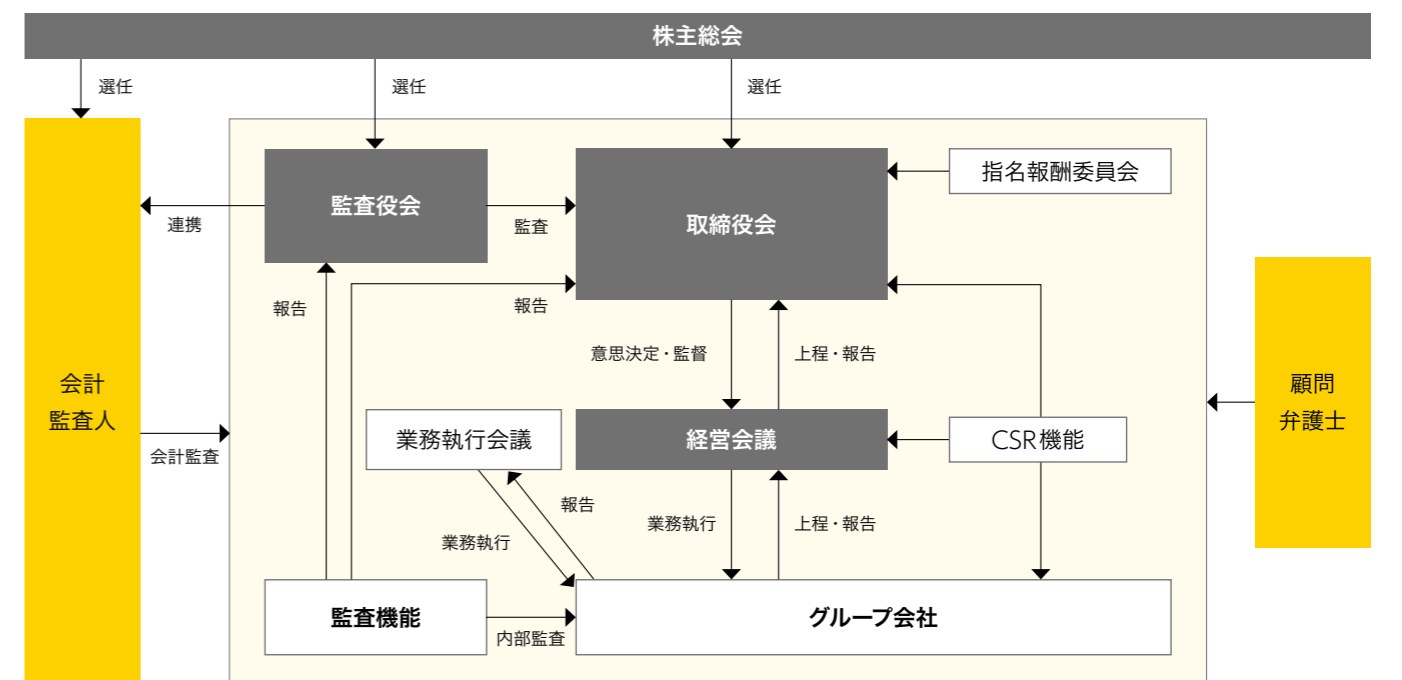 株主総会
選任
選任
選任
指名報酬委員会
監査役会
取締役会
連携
監査
報告
報告
意思決定・監督
上程・報告
会計
監査人
顧問
弁護士
業務執行会議
経営会議
CSR機能
会計監査
報告
業務執行
上程・報告
業務執行
監査機能
グループ会社
内部監査